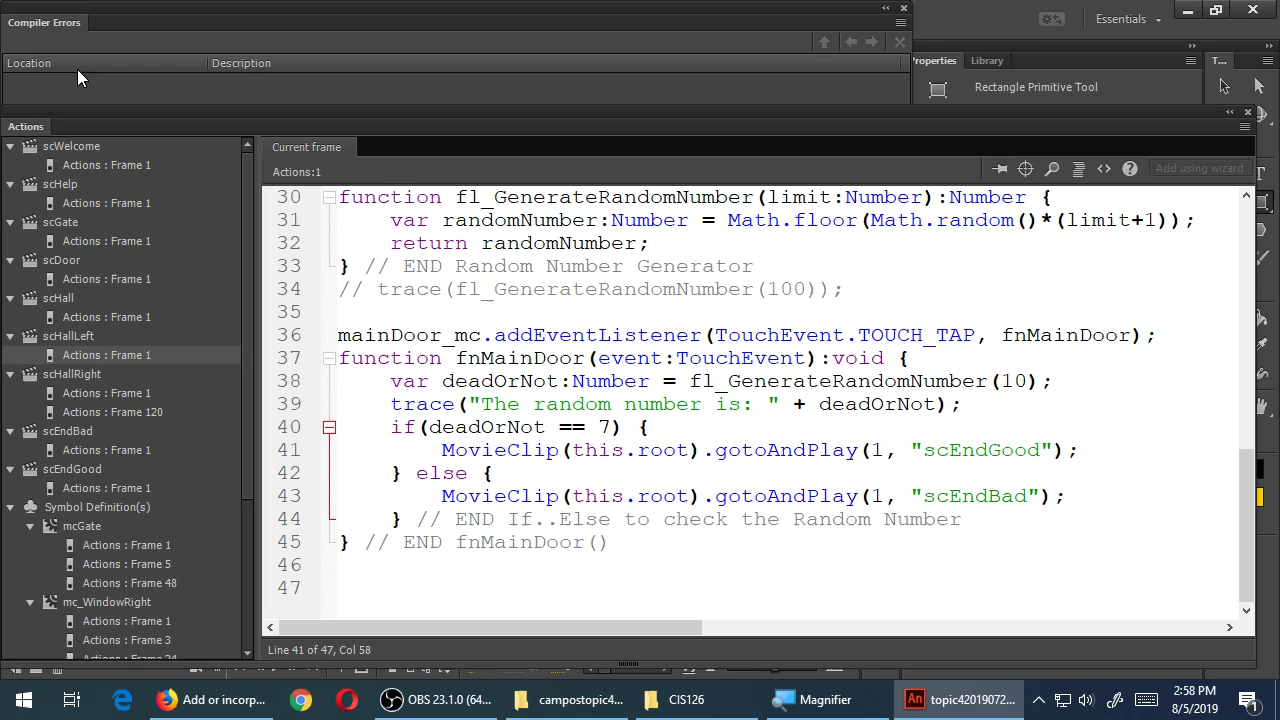 Compiler Errors
Essentials
Location
Description
Properties
Library
T...
Rectangle Primitive Tool
Actions
scWelcome
Actions : Frame 1
scHelp
Actions : Frame 1
scGate
Actions : Frame 1
scDoor
Actions : Frame 1
scHall
Actions : Frame 1
scHallLeft
Actions : Frame 1
scHallRight
Actions : Frame 1
Actions : Frame 120
scEndBad
Actions : Frame 1
scEndGood
Actions : Frame 1
Symbol Definition(s)
mcGate
Actions : Frame 1
Actions : Frame 5
Actions : Frame 48
mc_WindowRight
Actions : Frame 1
Actions : Frame 3
Actions : Frame 24
Current frame
Actions:1
Add using wizard
30 function fl_GenerateRandomNumber(limit:Number):Number {
31 var randomNumber:Number = Math.floor(Math.random()*(limit+1));
32 return randomNumber;
33 } // END Random Number Generator
34 // trace(fl_GenerateRandomNumber(100));
35
36 mainDoor_mc.addEventListener(TouchEvent.TOUCH_TAP, fnMainDoor);
37 function fnMainDoor(event:TouchEvent):void {
38 var deadOrNot:Number = fl_GenerateRandomNumber(10);
39 trace("The random number is: " + deadOrNot);
40 if(deadOrNot == 7) {
41 MovieClip(this.root).gotoAndPlay(1, "scEndGood");
42 } else {
43 MovieClip(this.root).gotoAndPlay(1, "scEndBad");
44 } // END If..Else to check the Random Number
45 } // END fnMainDoor()
46
47
Line 41 of 47, Col 58
Add or incorp...
OBS 23.1.0 (64...
campostopic4...
CIS126
Magnifier
An
topic42019072...
2:58 PM
8/5/2019
1